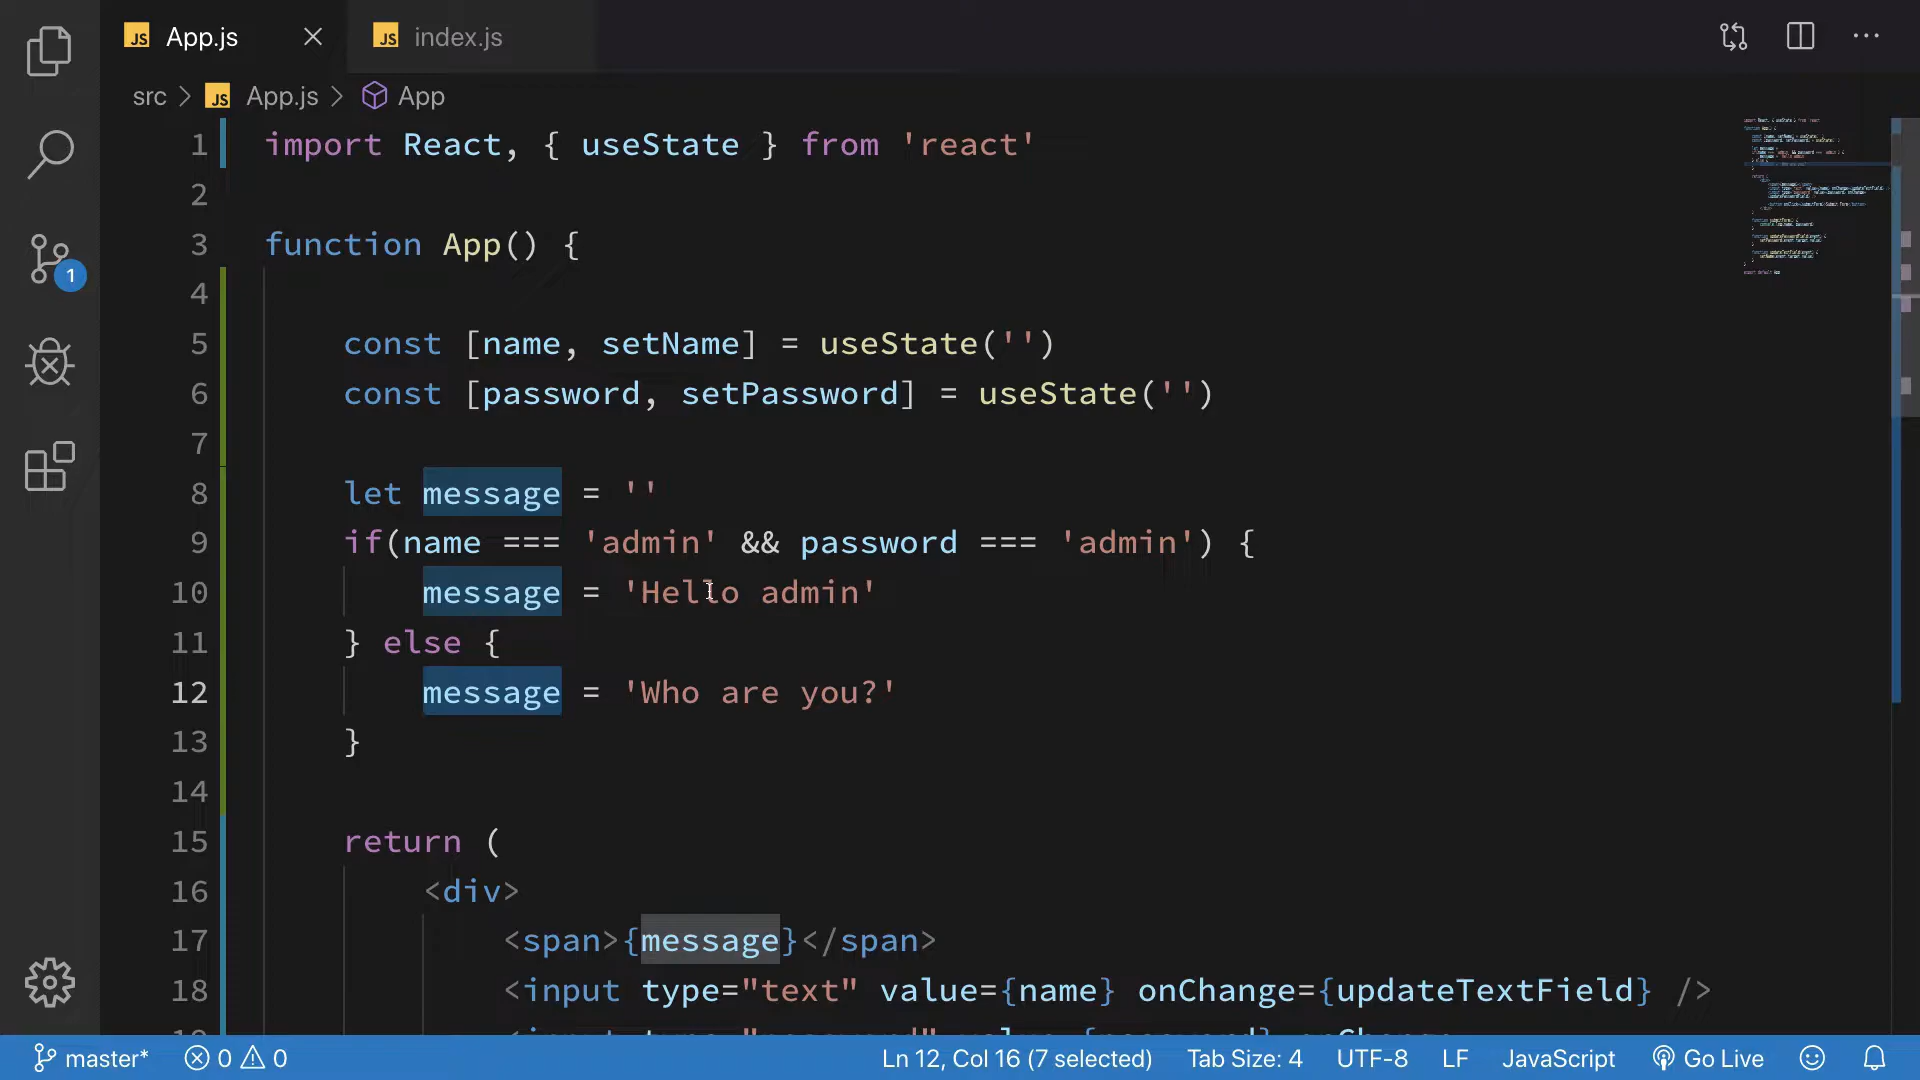 JS App.js
JS index.js
src > JS App.js > App
1 import React, { useState } from 'react'
2
3 function App() {
4
5 const [name, setName] = useState('')
6 const [password, setPassword] = useState('')
7
8 let message = ''
9 if(name === 'admin' && password === 'admin') {
10 message = 'Hello admin'
11 } else {
12 message = 'Who are you?'
13 }
14
15 return (
16 <div>
17 <span>{message}</span>
18 <input type="text" value={name} onChange={updateTextField} />
1
master* 0 0 Ln 12, Col 16 (7 selected) Tab Size: 4 UTF-8 LF JavaScript Go Live